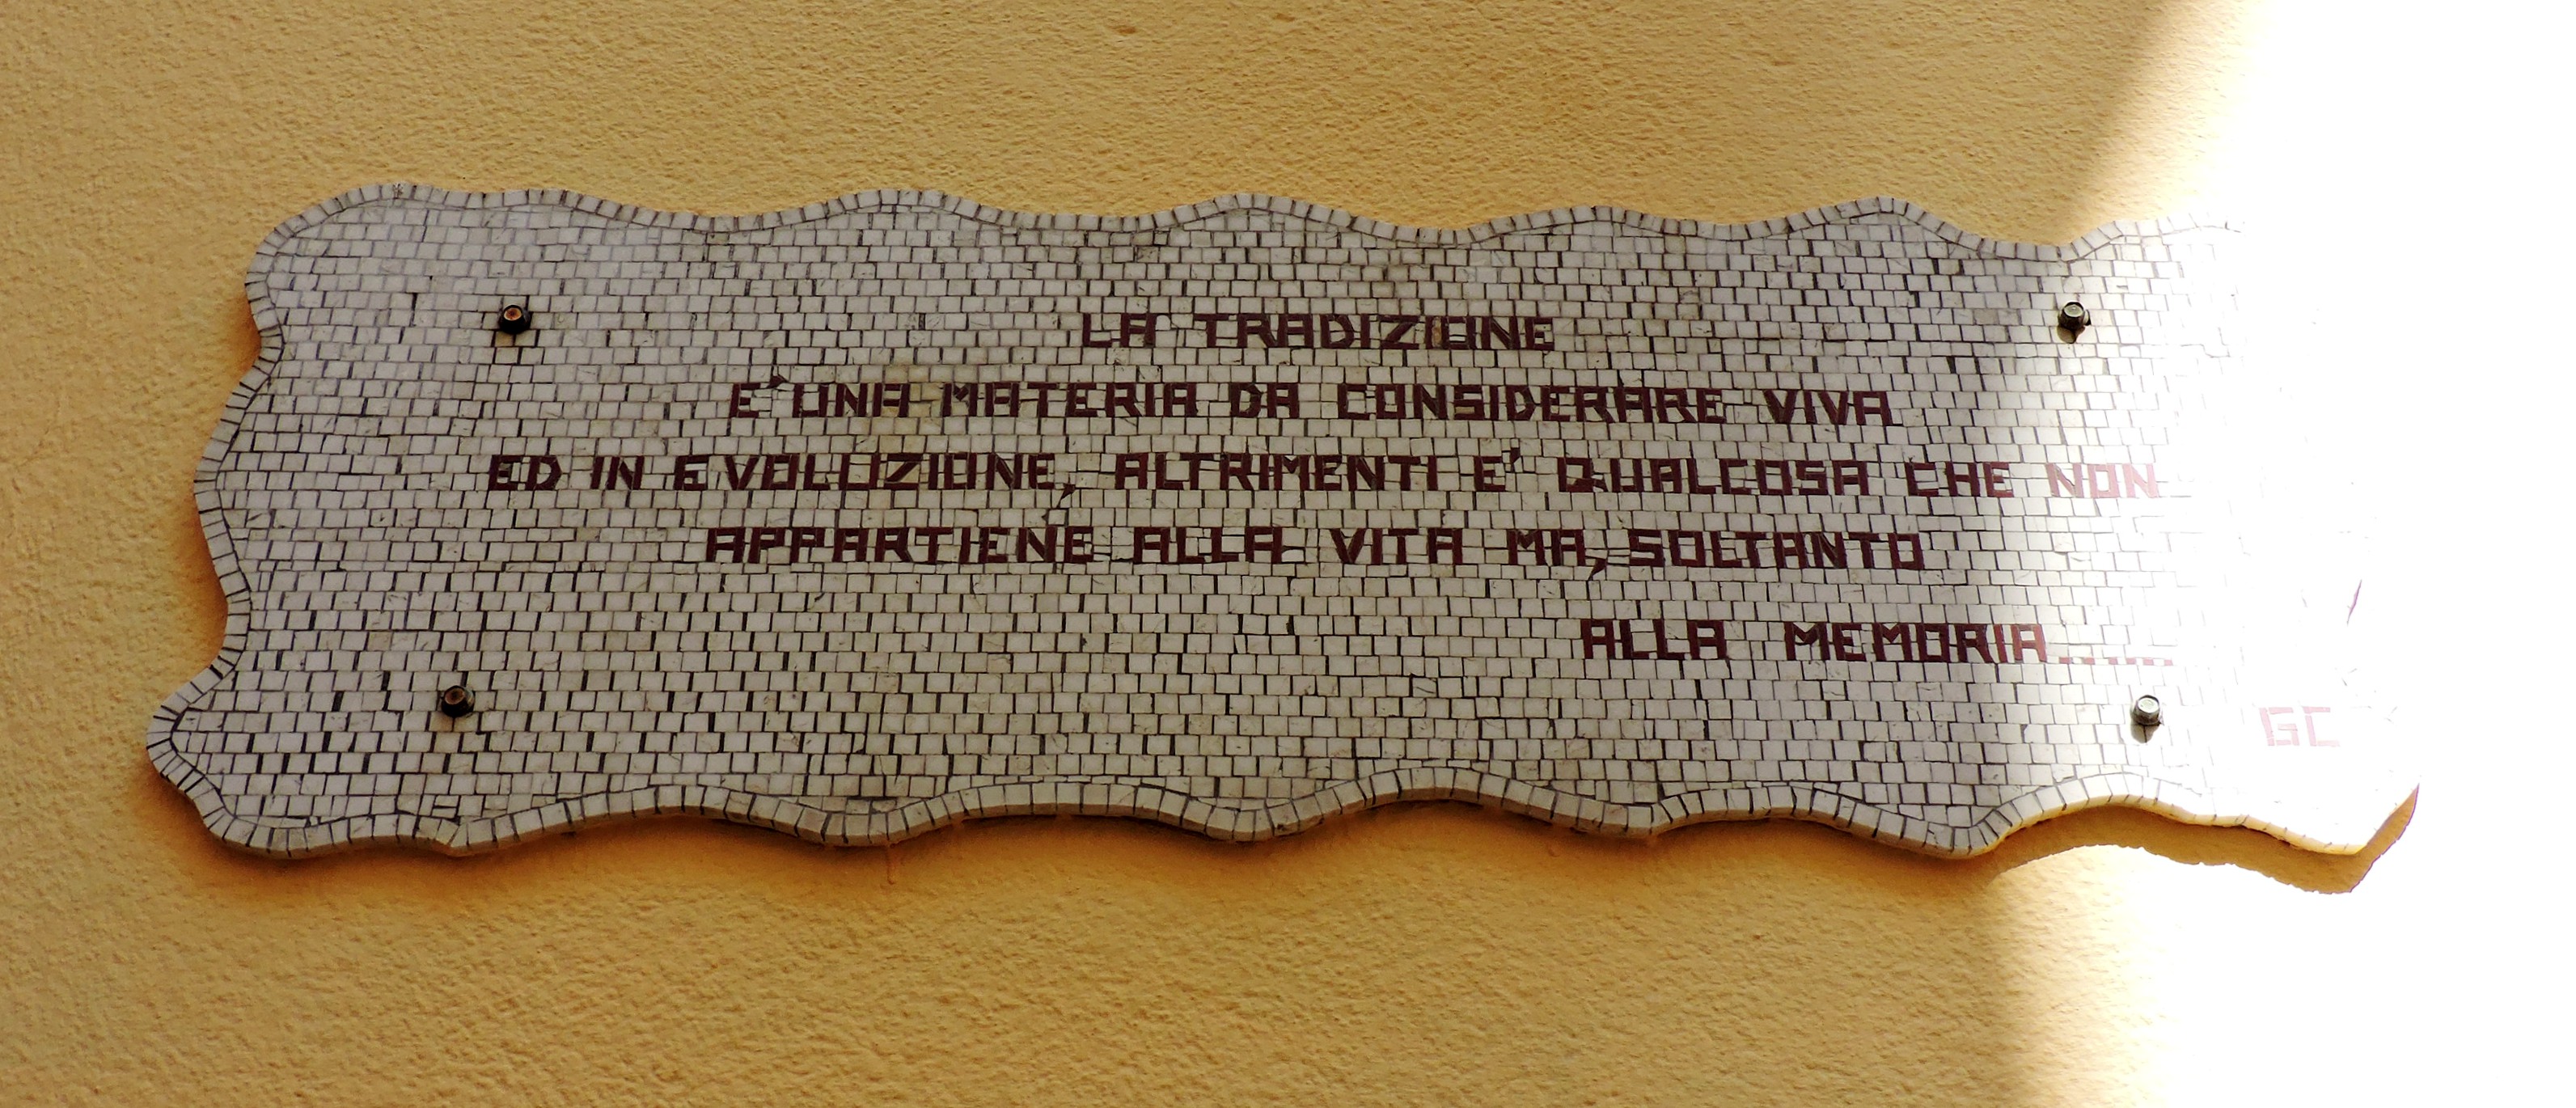 LA TRADIZIONE
E' UNA MATERIA DA CONSIDERARE VIVA
ED IN EVOLUZIONE, ALTRIMENTI E' QUALCOSA CHE NON
APPARTIENE ALLA VITA MA, SOLTANTO
ALLA MEMORIA......
GC